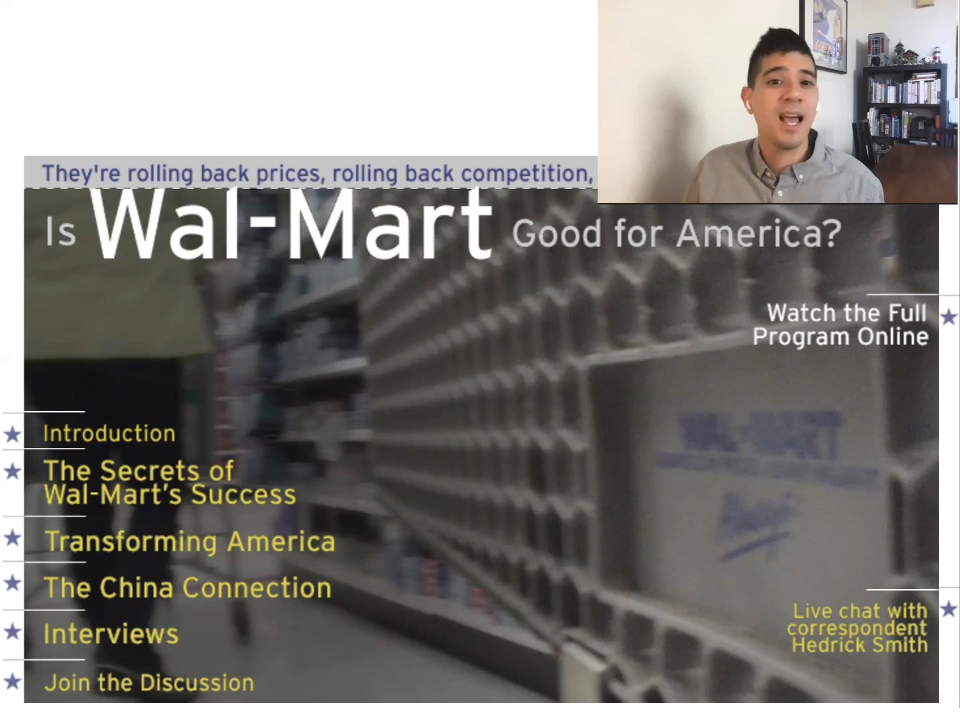 They're rolling back prices, rolling back competition,
Is Wal-Mart Good for America?
Watch the Full
Program Online
Introduction
The Secrets of
Wal-Mart's Success
Transforming America
The China Connection
Interviews
Join the Discussion
WAL-MART
Live chat with
correspondent
Hedrick Smith